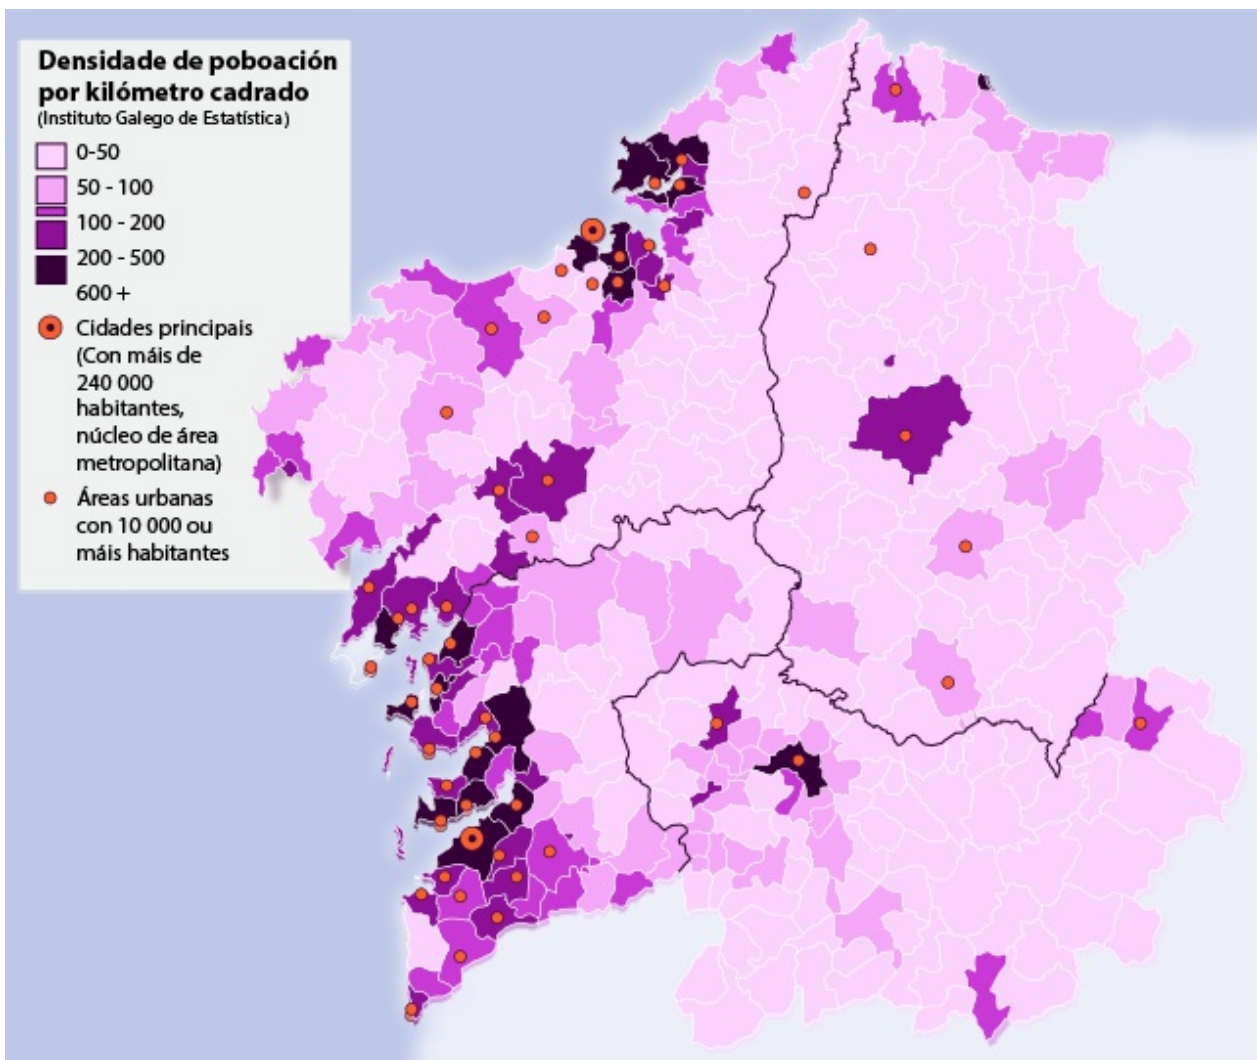 Densidade de poboación
por kilómetro cadrado
(Instituto Galego de Estatística)
0-50
50 - 100
100 - 200
200 - 500
600 +
Cidades principais
(Con máis de
240 000
habitantes,
núcleo de área
metropolitana)
Áreas urbanas
con 10 000 ou
máis habitantes